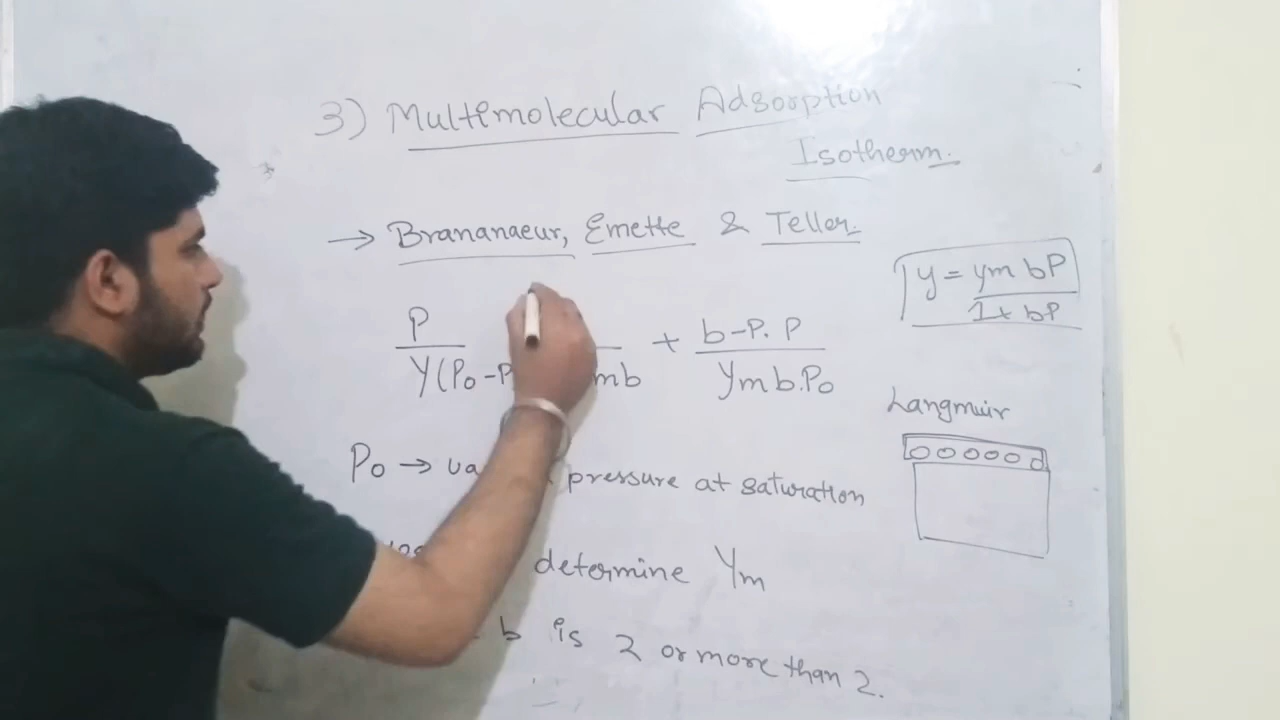 3) Multimolecular Adsorption
Isotherm.
→ Brananaeur, Emette & Teller.
y = ym bP
1+ bP
P
Y(Po-P
mb
+
b-P. P
Ymb.Po
Langmuir
Po → pressure at saturation
determine Ym
b is 2 or more than 2.